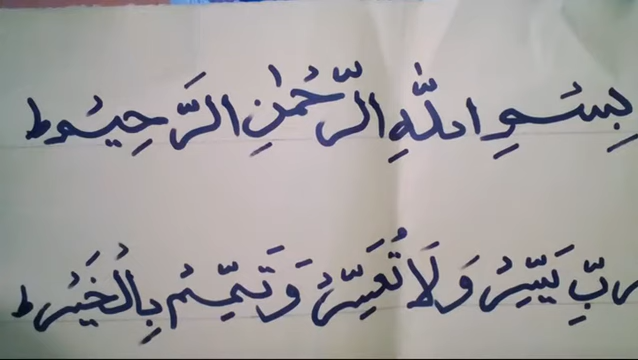 بِسْمِ اللّٰهِ الرَّحْمٰنِ الرَّحِيْمِ ط
رَبِّ يَسِّرْ وَلَا تُعَسِّرْ وَتَمِّمْ بِالْخَيْرِ ط